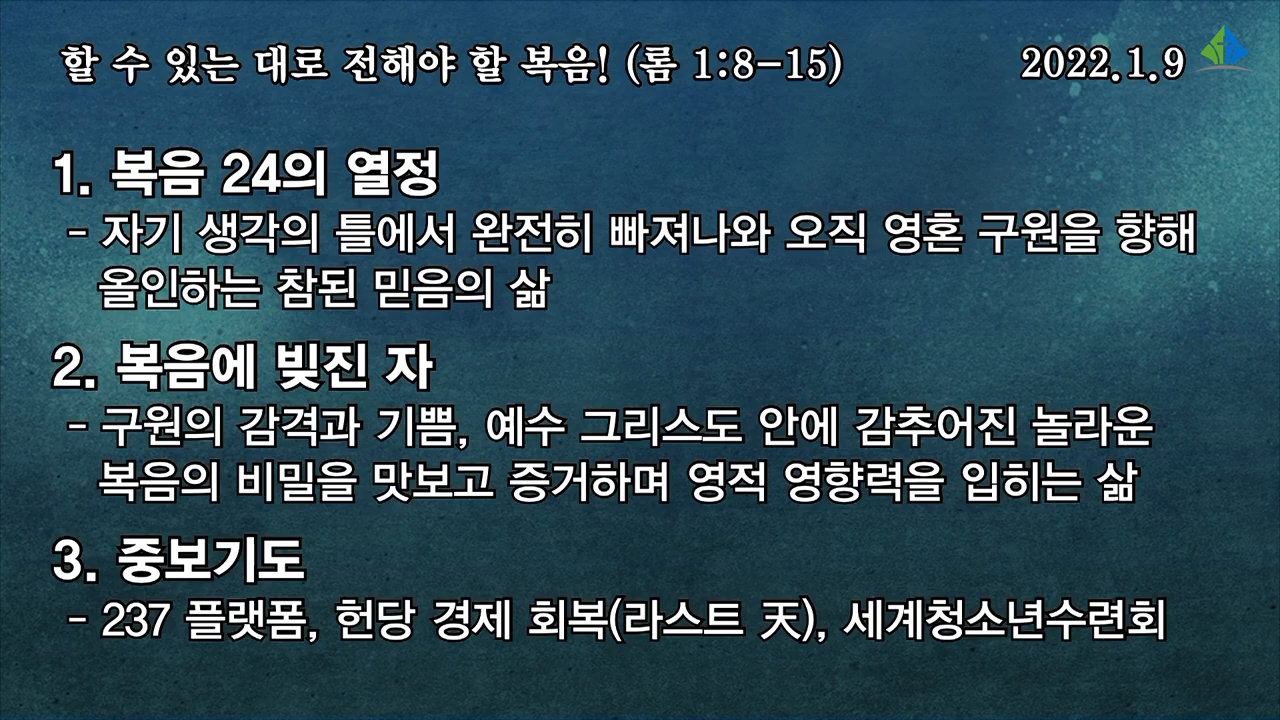 할 수 있는 대로 전해야 할 복음! (롬 1:8-15) 2022.1.9
1. 복음 24의 열정
- 자기 생각의 틀에서 완전히 빠져나와 오직 영혼 구원을 향해
올인하는 참된 믿음의 삶
2. 복음에 빚진 자
- 구원의 감격과 기쁨, 예수 그리스도 안에 감추어진 놀라운
복음의 비밀을 맛보고 증거하며 영적 영향력을 입히는 삶
3. 중보기도
- 237 플랫폼, 헌당 경제 회복(라스트 天), 세계청소년수련회